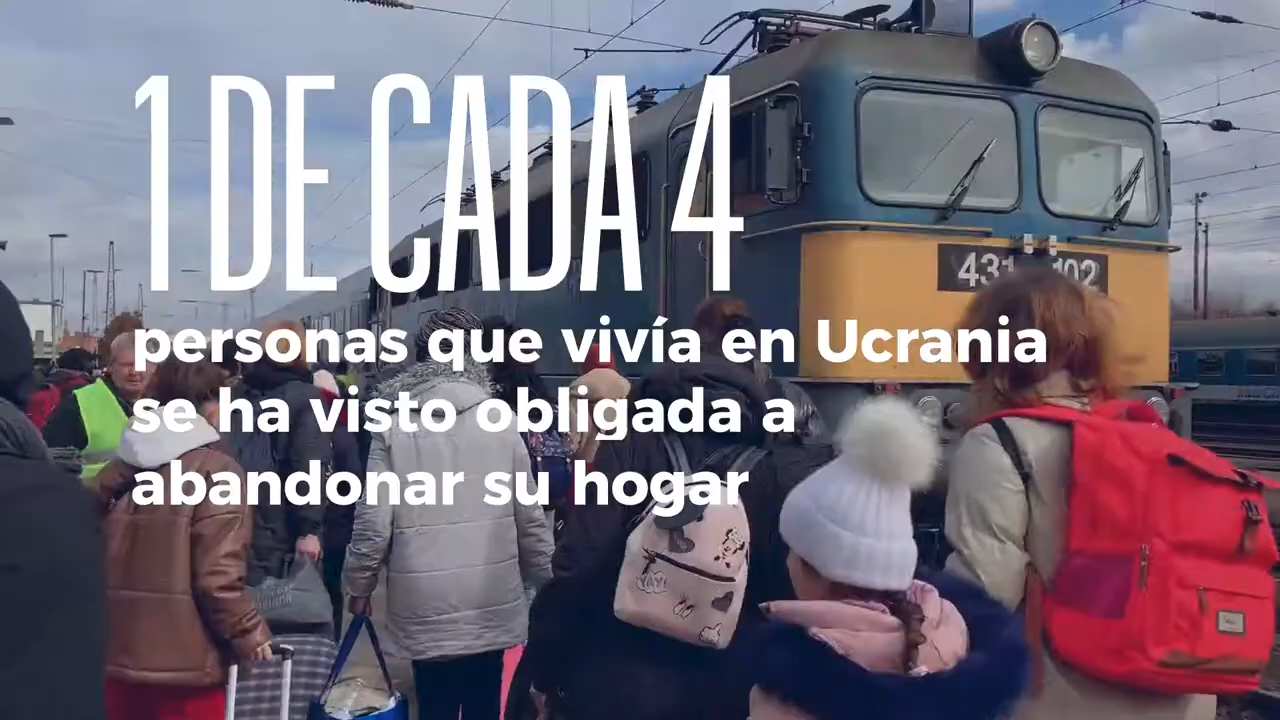 1 DE CADA 4
personas que vivía en Ucrania
se ha visto obligada a
abandonar su hogar